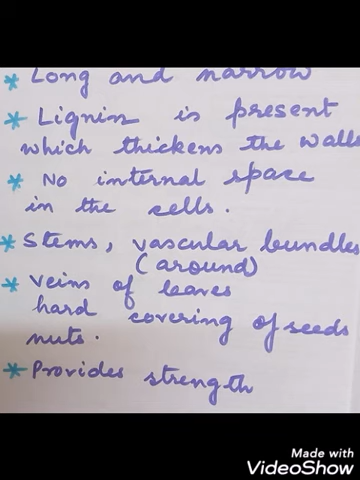 * Long and narrow
* Lignin is present
which thickens the walls
* No internal space
in the cells.
* Stems, vascular bundles
(around)
* Veins of leaves
hard covering of seeds
nuts.
* Provides strength
Made with
VideoShow